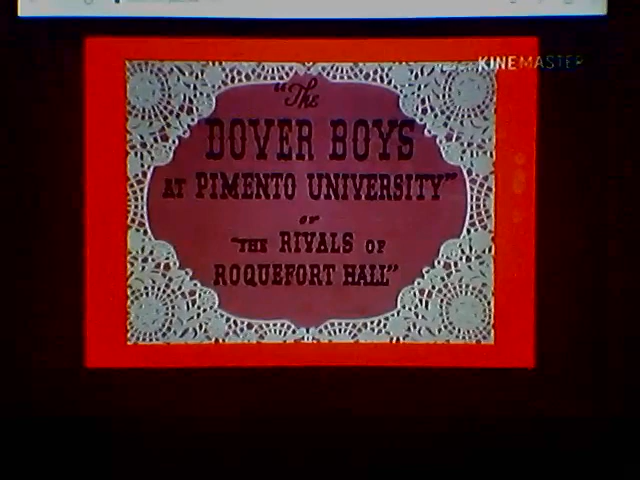 KINEMASTER
"The
DOVER BOYS
AT PIMENTO UNIVERSITY"
or
"THE RIVALS OF
ROQUEFORT HALL"